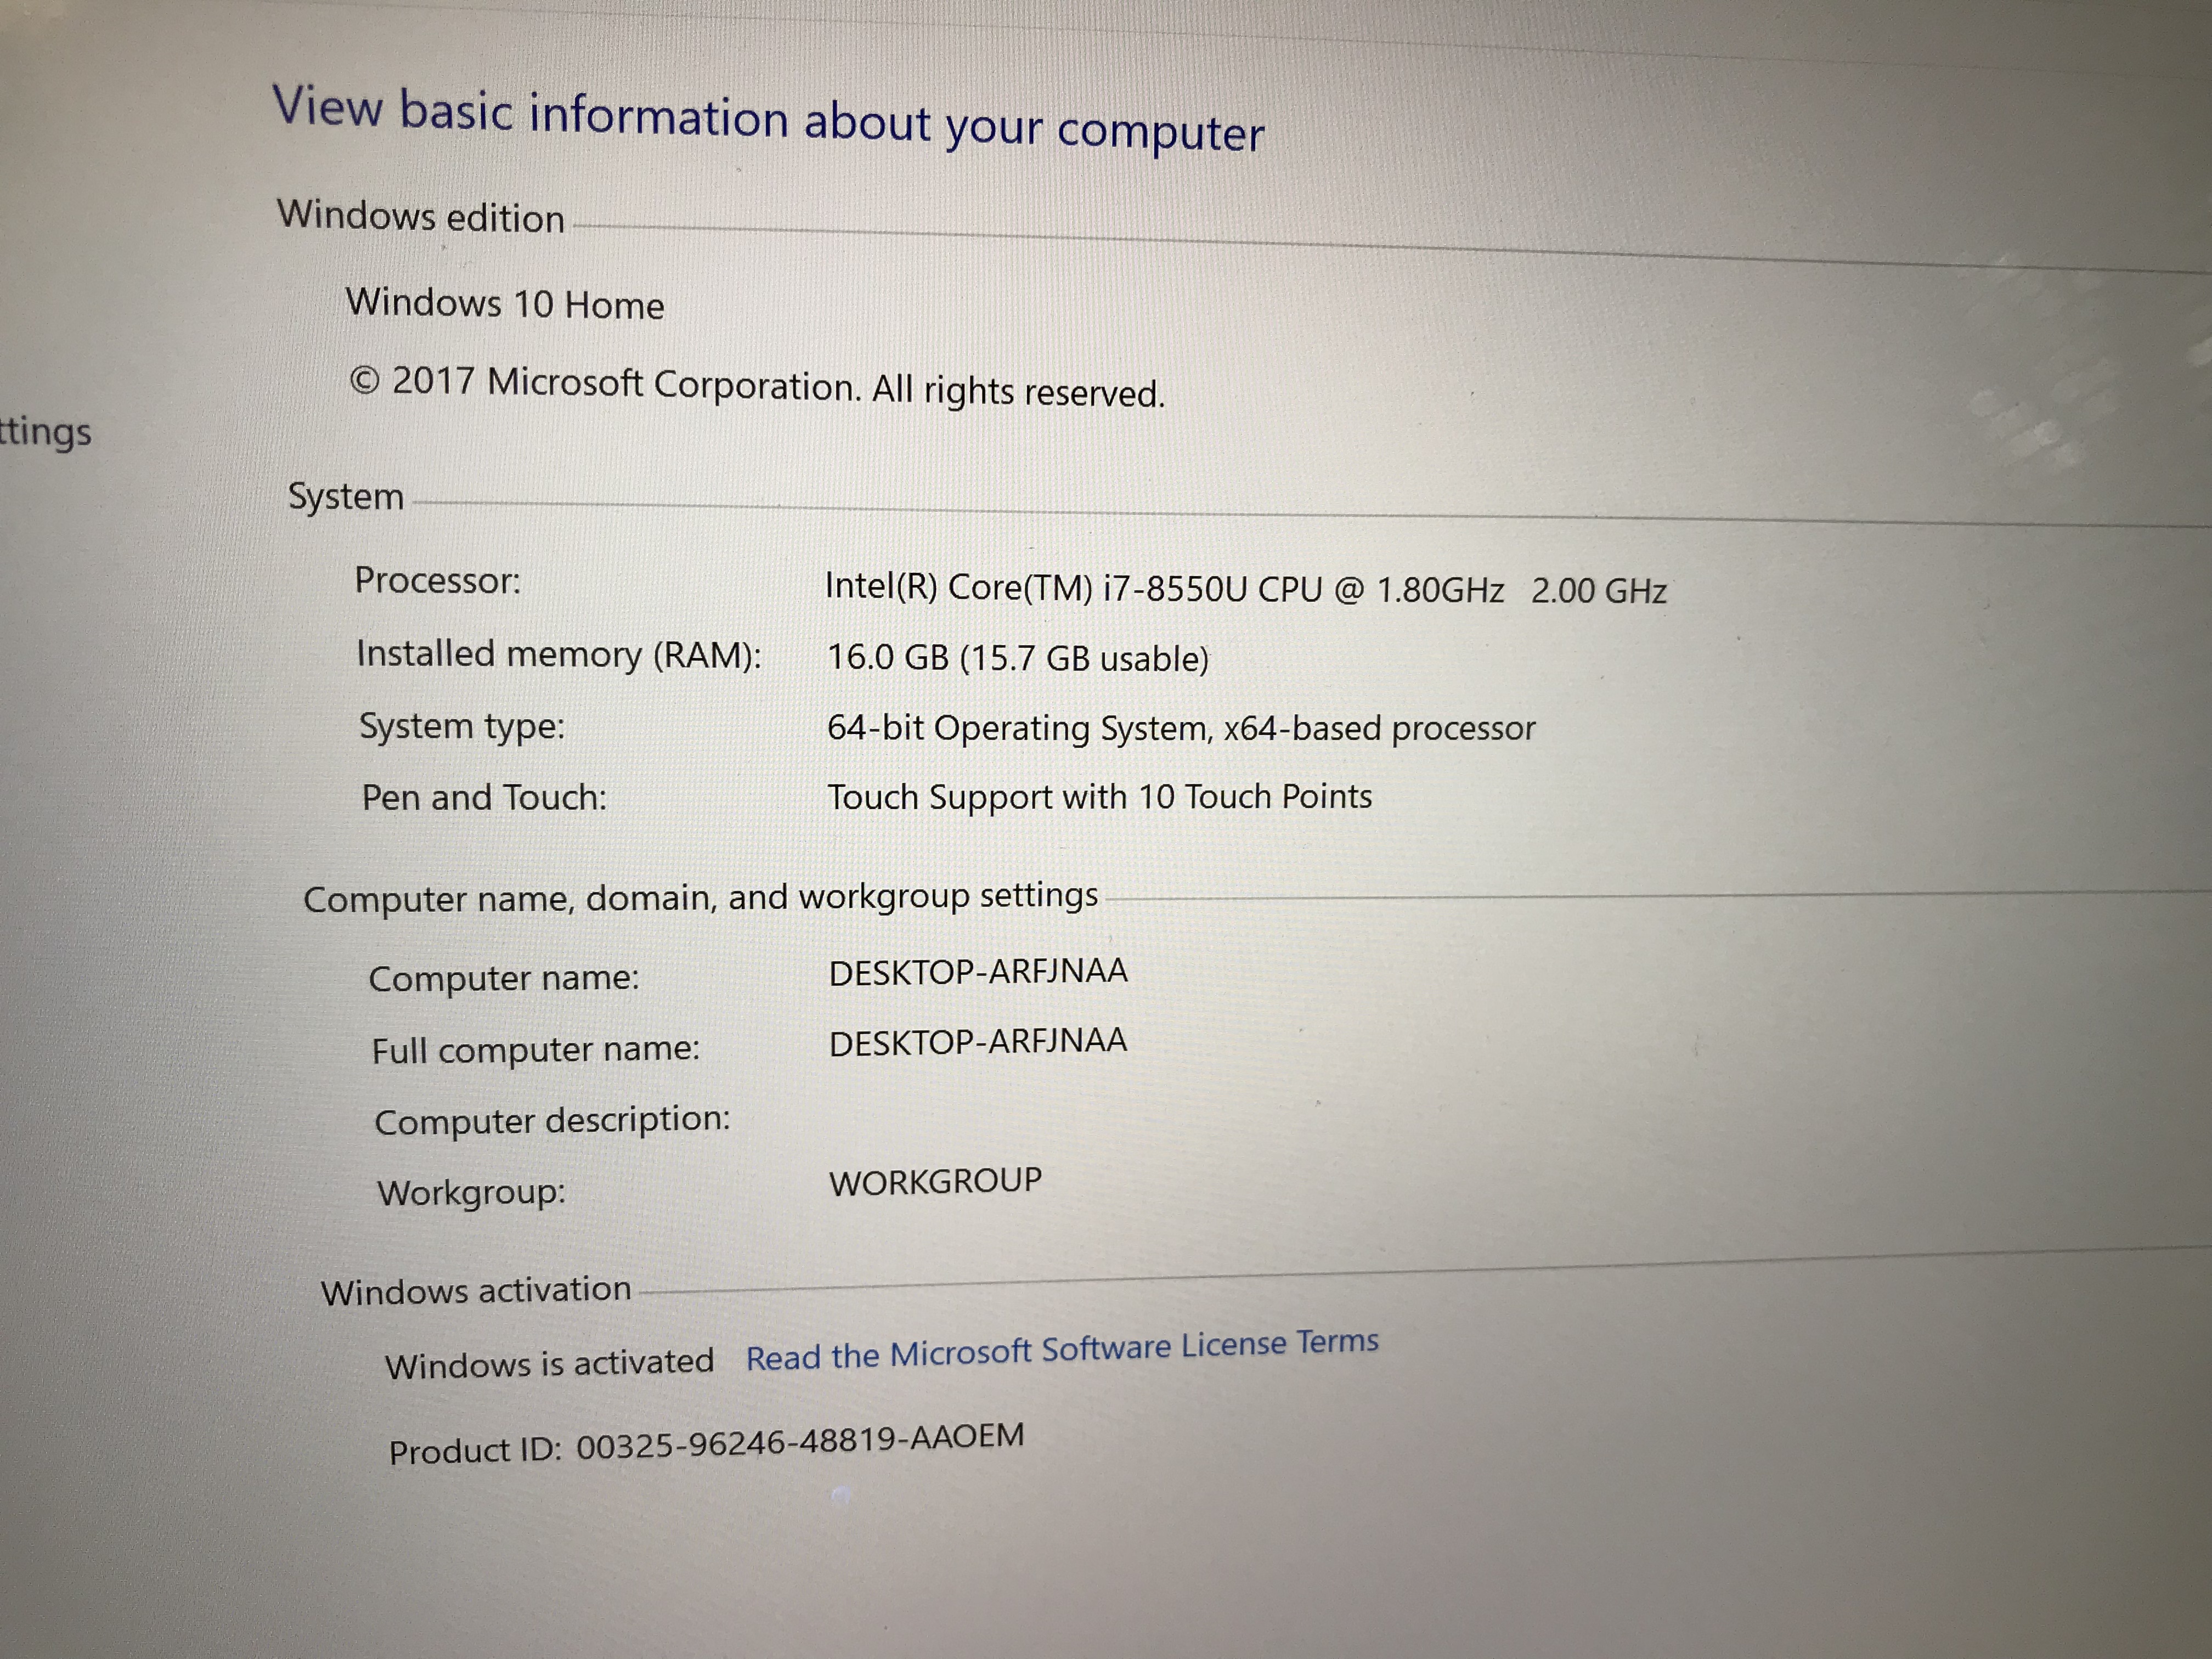 View basic information about your computer
Windows edition
Windows 10 Home
© 2017 Microsoft Corporation. All rights reserved.
ttings
System
Processor: Intel(R) Core(TM) i7-8550U CPU @ 1.80GHz 2.00 GHz
Installed memory (RAM): 16.0 GB (15.7 GB usable)
System type: 64-bit Operating System, x64-based processor
Pen and Touch: Touch Support with 10 Touch Points
Computer name, domain, and workgroup settings
Computer name: DESKTOP-ARFJNAA
Full computer name: DESKTOP-ARFJNAA
Computer description:
Workgroup: WORKGROUP
Windows activation
Windows is activated Read the Microsoft Software License Terms
Product ID: 00325-96246-48819-AAOEM